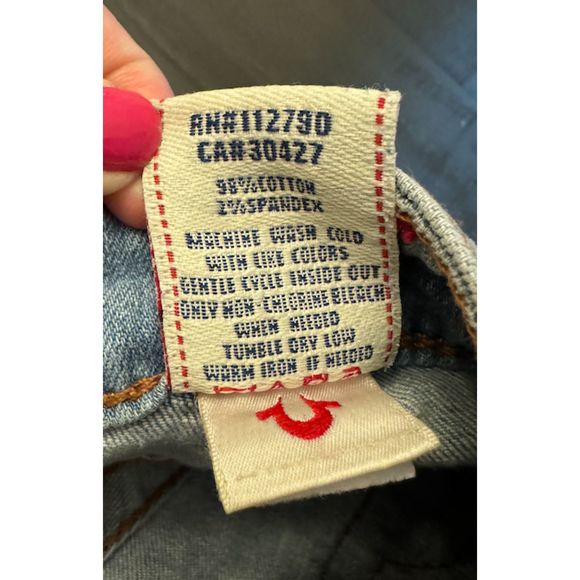 RN#112790
CA#30427
98%COTTON
2%SPANDEX
MACHINE WASH COLD
WITH LIKE COLORS
GENTLE CYCLE INSIDE OUT
ONLY NON CHLORINE BLEACH
WHEN NEEDED
TUMBLE DRY LOW
WARM IRON IF NEEDED